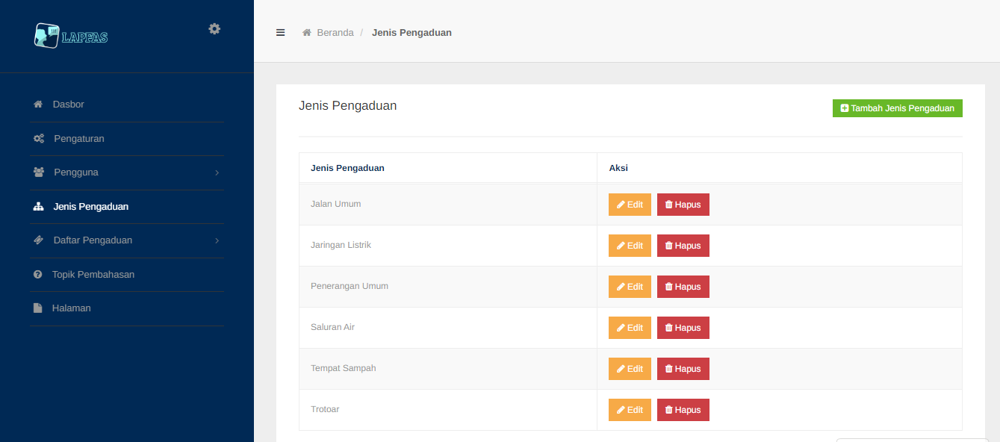 LAPFAS
Beranda / Jenis Pengaduan
Dasbor
Pengaturan
Pengguna
Jenis Pengaduan
Daftar Pengaduan
Topik Pembahasan
Halaman
Jenis Pengaduan
Tambah Jenis Pengaduan
Jenis Pengaduan Aksi
Jalan Umum Edit Hapus
Jaringan Listrik Edit Hapus
Penerangan Umum Edit Hapus
Saluran Air Edit Hapus
Tempat Sampah Edit Hapus
Trotoar Edit Hapus